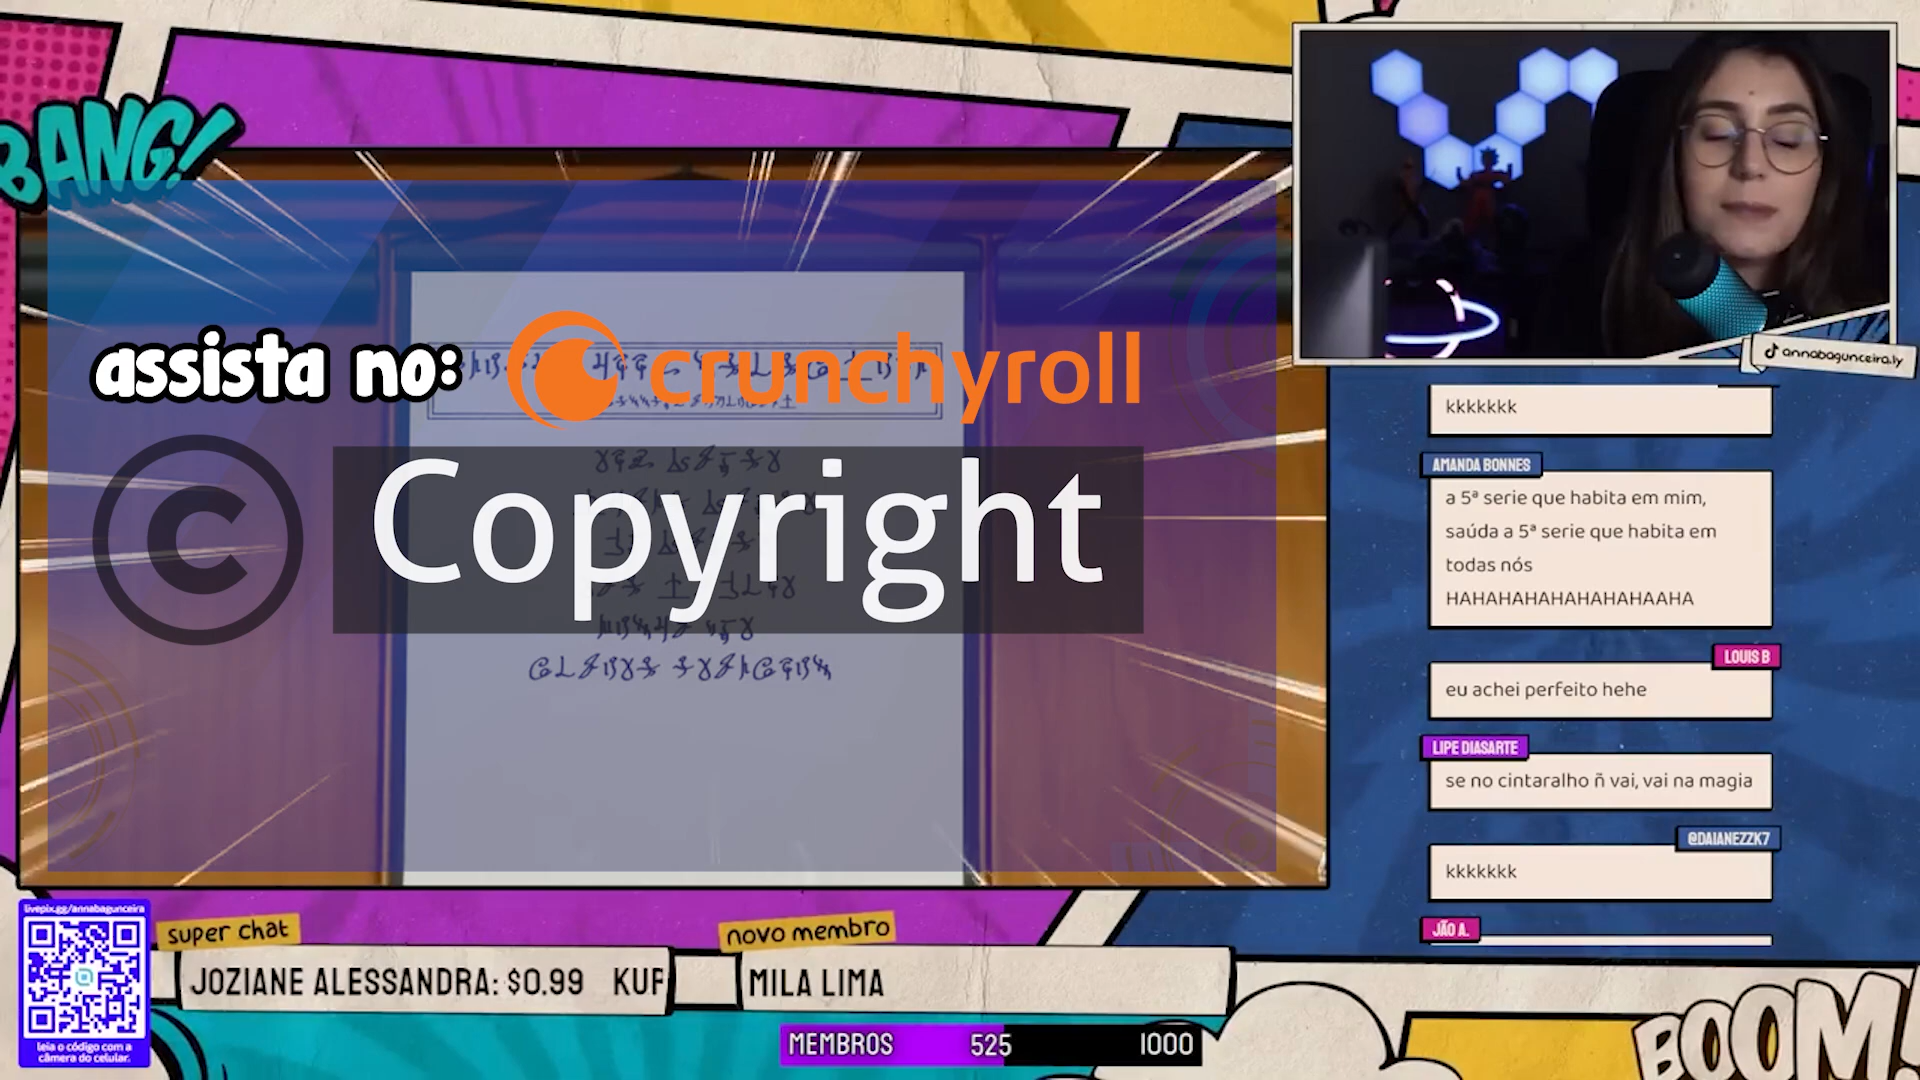 BANG!
assista no: crunchyroll
© Copyright
annabagunceira.ly
kkkkkkk
AMANDA BONNES
a 5ª serie que habita em mim,
saúda a 5ª serie que habita em
todas nós
HAHAHAHAHAHAHAHAAHA
LOUIS B
eu achei perfeito hehe
LIPE DIASARTE
se no cintaralho ñ vai, vai na magia
@DAIANEZZK7
kkkkkkk
JÃO A.
livepix.gg/annabagunceira
leia o código com a
câmera do celular.
super chat
JOZIANE ALESSANDRA: $0.99 KUF
novo membro
MILA LIMA
MEMBROS 525 1000
BOOM!